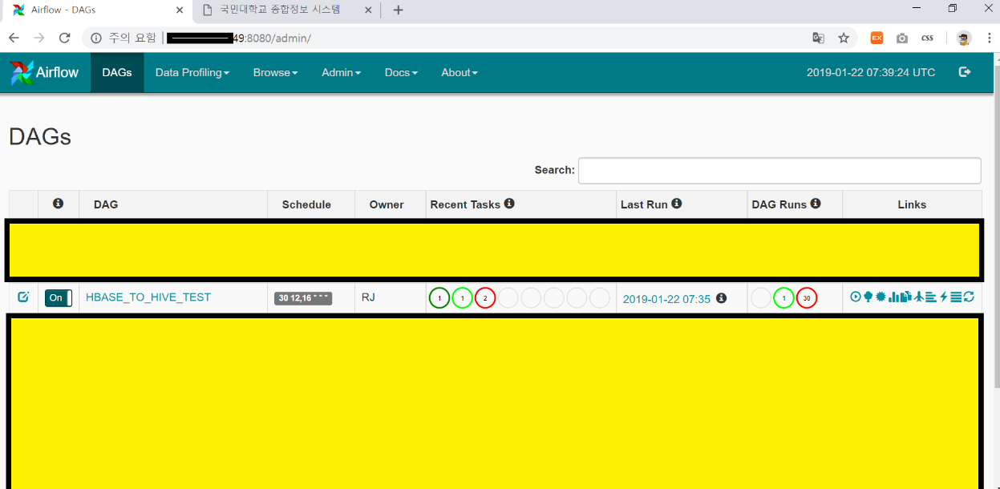 Airflow - DAGs
국민대학교 종합정보 시스템
주의 요함 49:8080/admin/
EX
CSS
Airflow DAGs Data Profiling Browse Admin Docs About 2019-01-22 07:39:24 UTC
DAGs
Search:
DAG Schedule Owner Recent Tasks Last Run DAG Runs Links
On HBASE_TO_HIVE_TEST 30 12,16 * * * RJ 1 1 2 2019-01-22 07:35 1 30